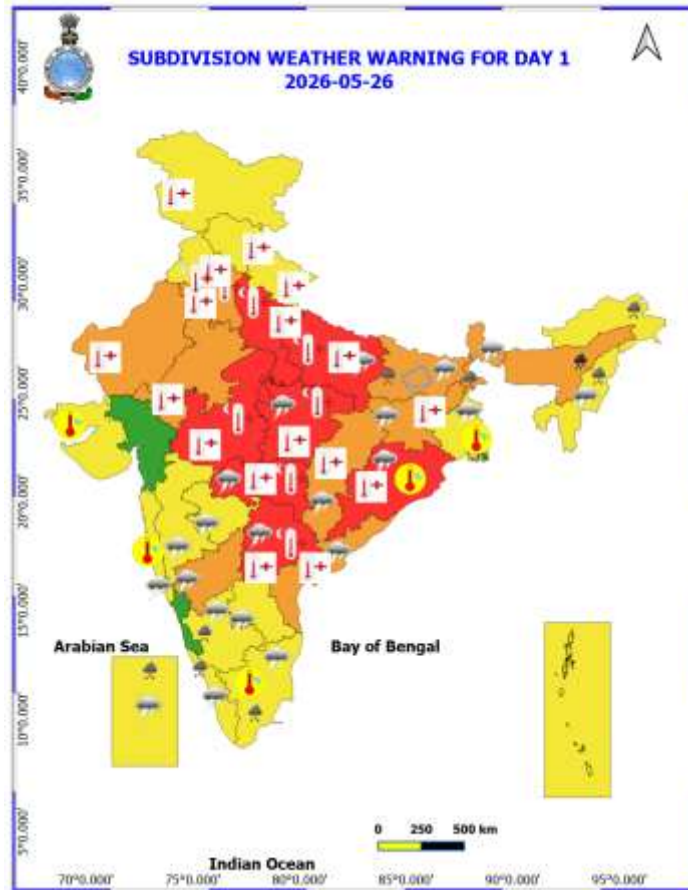 SUBDIVISION WEATHER WARNING FOR DAY 1
2026-05-26
40°0.000'
35°0.000'
30°0.000'
25°0.000'
20°0.000'
15°0.000'
10°0.000'
5°0.000'
Arabian Sea
Bay of Bengal
0 250 500 km
Indian Ocean
70°0.000' 75°0.000' 80°0.000' 85°0.000' 90°0.000' 95°0.000'